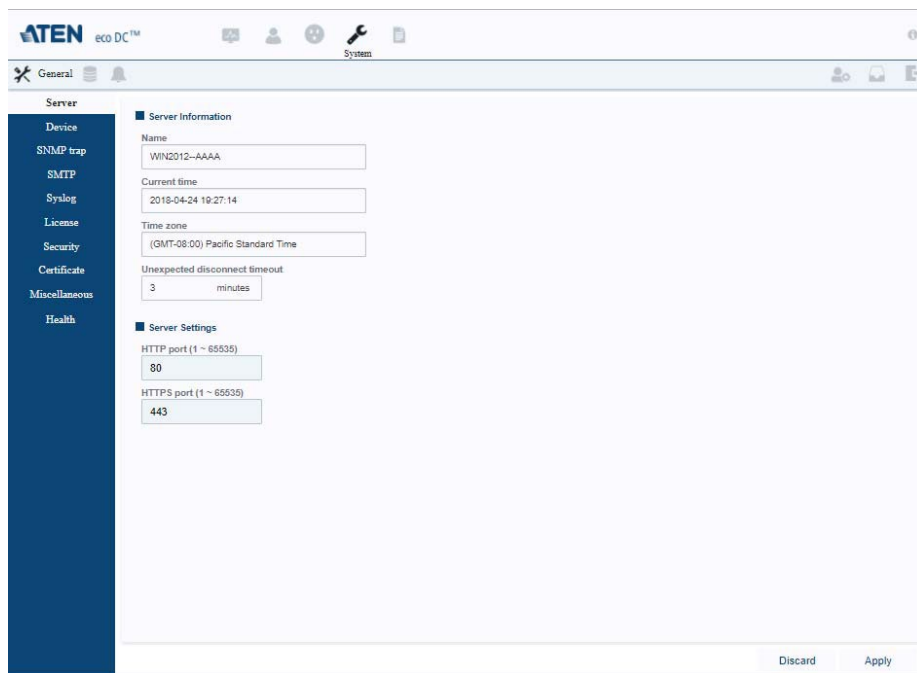 ATEN eco DC™
System
General
Server
Device
SNMP trap
SMTP
Syslog
License
Security
Certificate
Miscellaneous
Health
Server Information
Name
WIN2012--AAAA
Current time
2018-04-24 19:27:14
Time zone
(GMT-08:00) Pacific Standard Time
Unexpected disconnect timeout
3 minutes
Server Settings
HTTP port (1 ~ 65535)
80
HTTPS port (1 ~ 65535)
443
Discard Apply